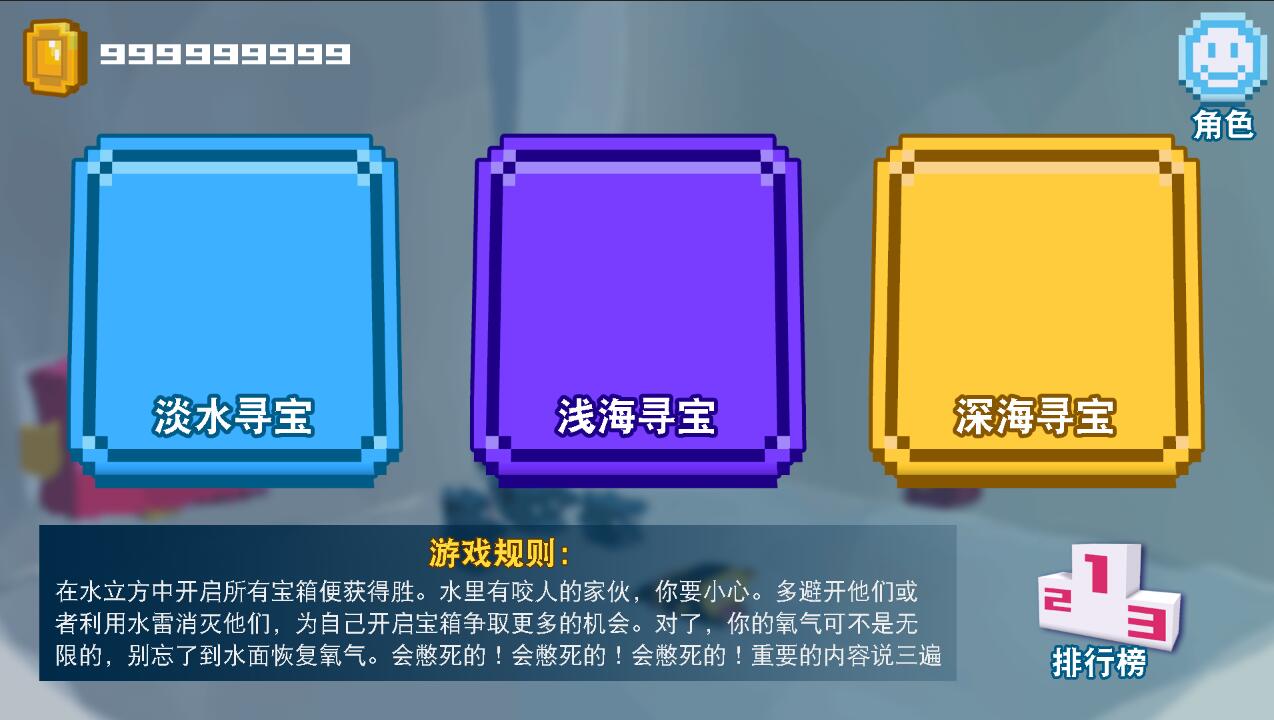 999999999
角色
淡水寻宝
浅海寻宝
深海寻宝
游戏规则：
在水立方中开启所有宝箱便获得胜。水里有咬人的家伙，你要小心。多避开他们或
者利用水雷消灭他们，为自己开启宝箱争取更多的机会。对了，你的氧气可不是无
限的，别忘了到水面恢复氧气。会憋死的！会憋死的！会憋死的！重要的内容说三遍
1
2
3
排行榜